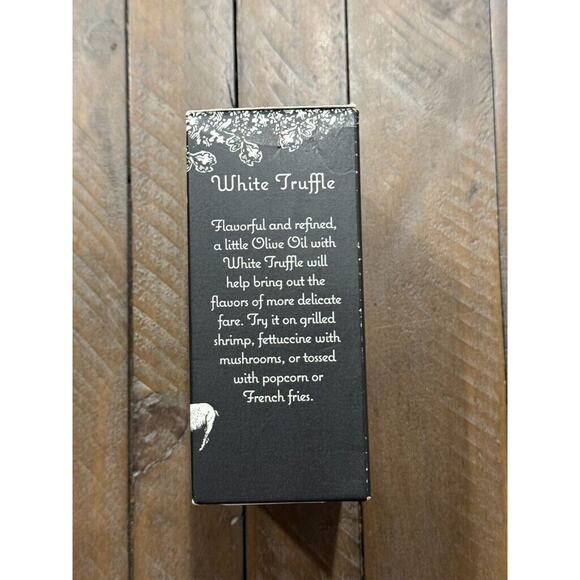 White Truffle
Flavorful and refined,
a little Olive Oil with
White Truffle will
help bring out the
flavors of more delicate
fare. Try it on grilled
shrimp, fettuccine with
mushrooms, or tossed
with popcorn or
French fries.